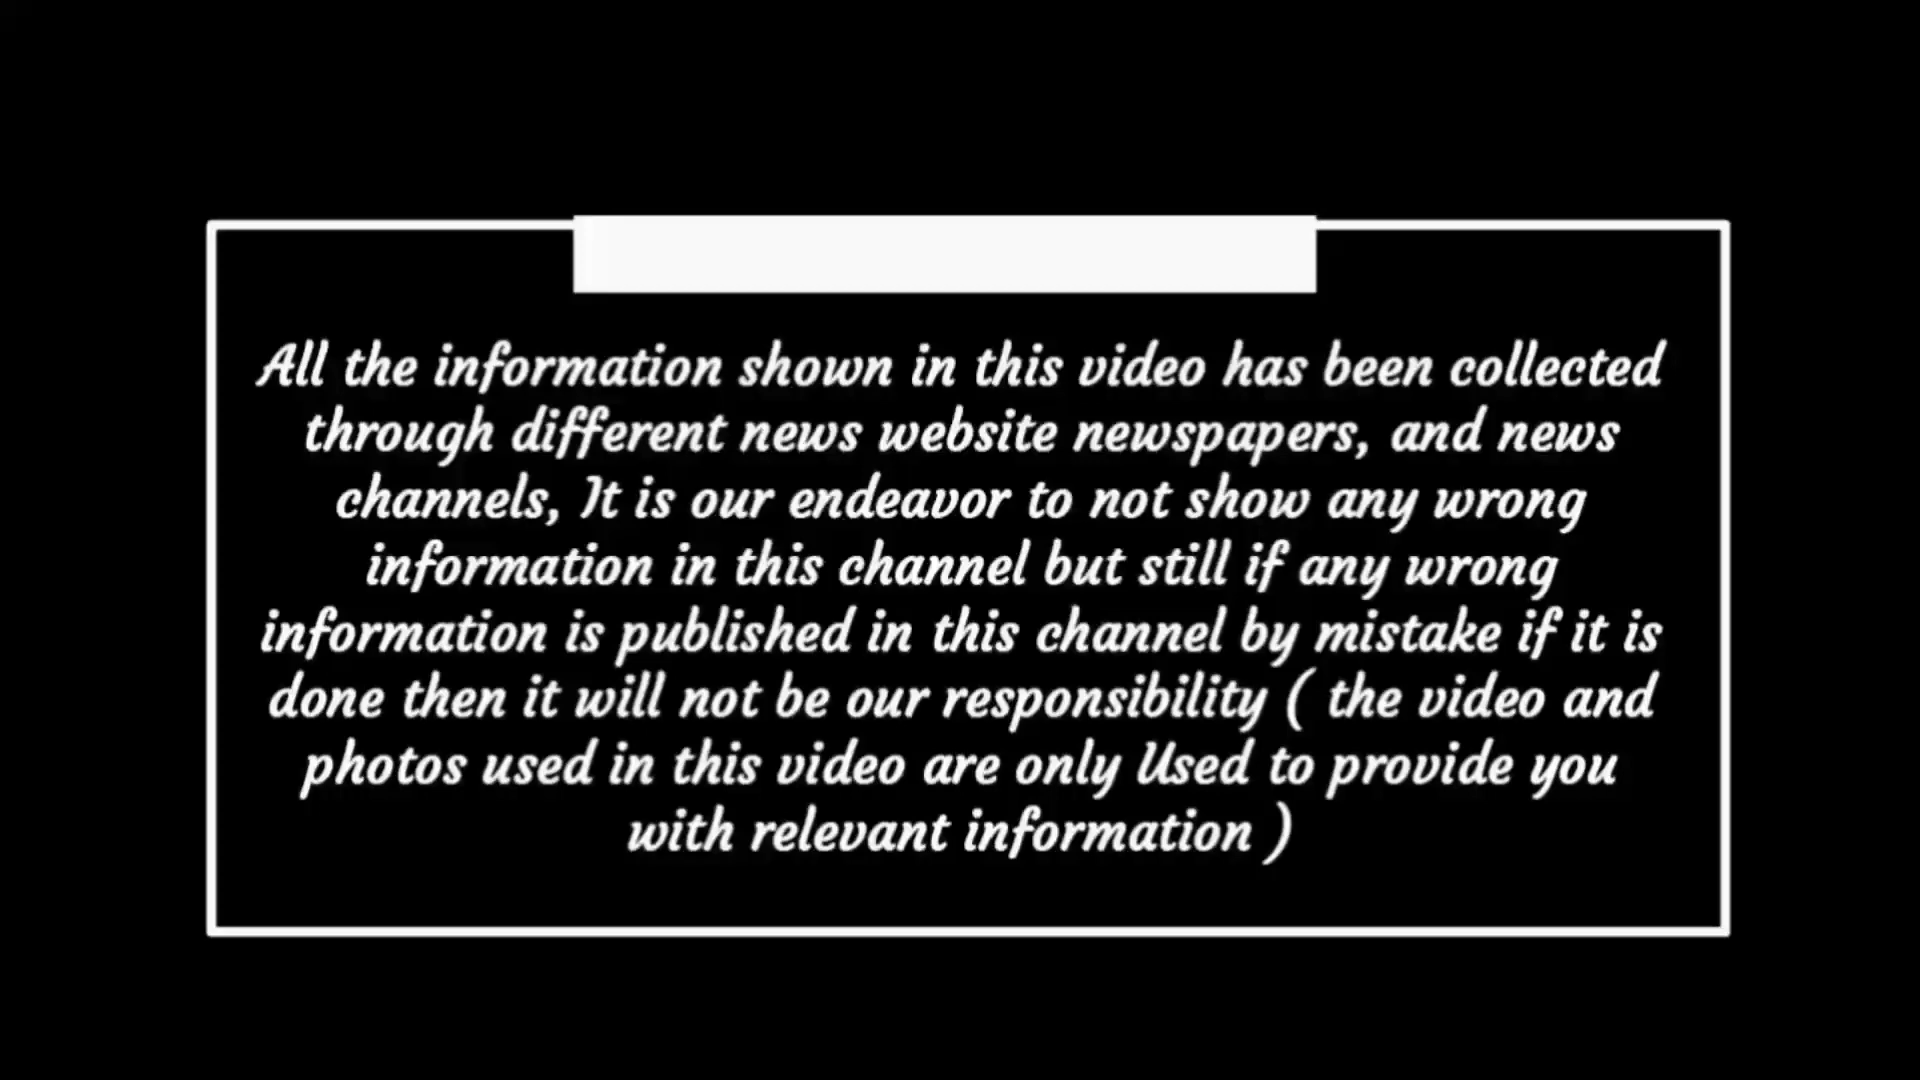 All the information shown in this video has been collected
through different news website newspapers, and news
channels, It is our endeavor to not show any wrong
information in this channel but still if any wrong
information is published in this channel by mistake if it is
done then it will not be our responsibility ( the video and
photos used in this video are only Used to provide you
with relevant information )